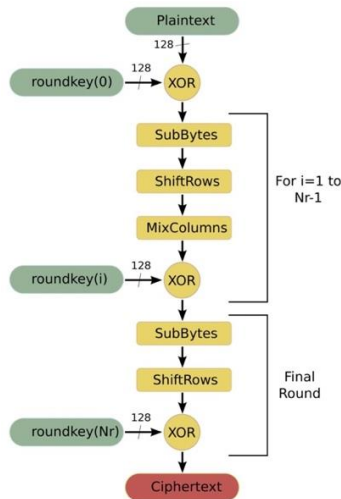 Plaintext
128
roundkey(0)
128
XOR
SubBytes
ShiftRows
MixColumns
For i=1 to
Nr-1
roundkey(i)
128
XOR
SubBytes
ShiftRows
Final
Round
roundkey(Nr)
128
XOR
Ciphertext